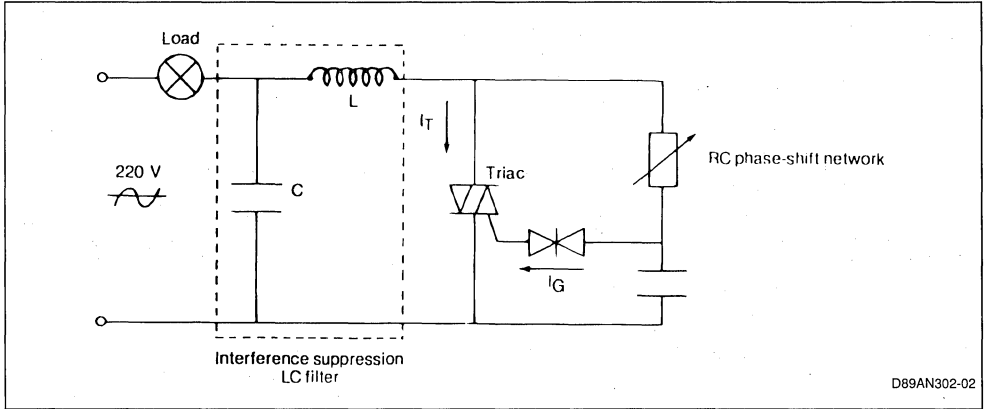 Load
L
I_T
RC phase-shift network
Triac
220 V
C
I_G
Interference suppression
LC filter
D89AN302-02